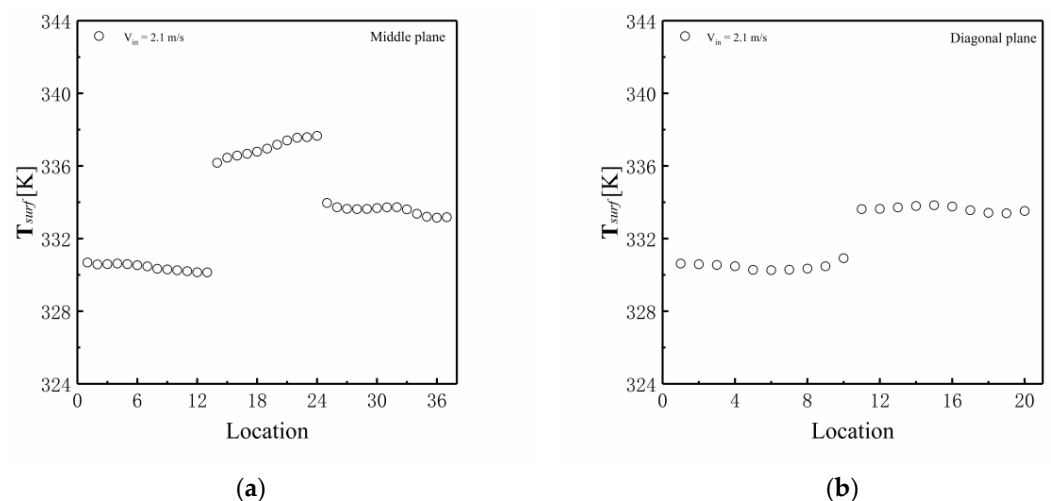 344
340
336
332
328
324
V_in = 2.1 m/s
Middle plane
T_surf [K]
0
6
12
18
24
30
36
Location
(a)
344
340
336
332
328
324
V_in = 2.1 m/s
Diagonal plane
T_surf [K]
0
4
8
12
16
20
Location
(b)